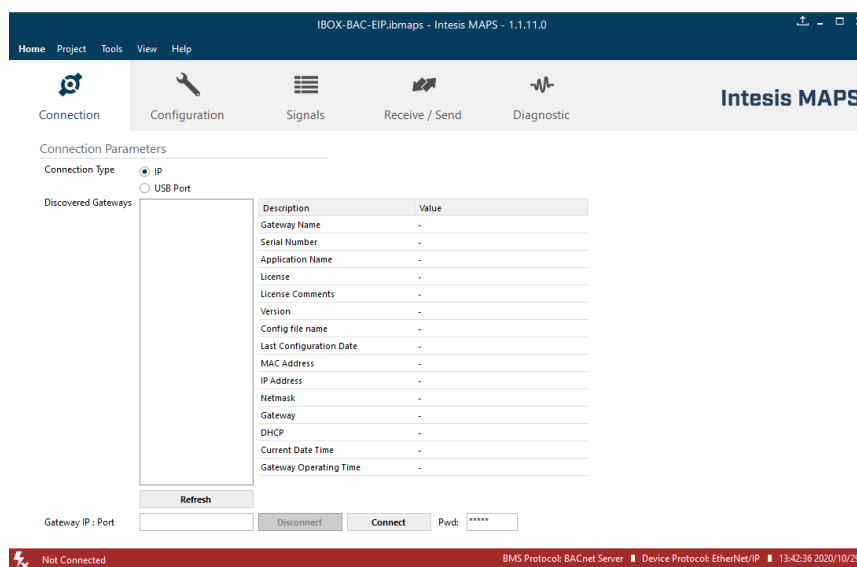 IBOX-BAC-EIP.ibmaps - Intesis MAPS - 1.1.11.0
Home Project Tools View Help
Connection Configuration Signals Receive / Send Diagnostic
Intesis MAPS
Connection Parameters
Connection Type IP
USB Port
Discovered Gateways
Description Value
Gateway Name -
Serial Number -
Application Name -
License -
License Comments -
Version -
Config file name -
Last Configuration Date -
MAC Address -
IP Address -
Netmask -
Gateway -
DHCP -
Current Date Time -
Gateway Operating Time -
Refresh
Gateway IP : Port Disconnect Connect Pwd: *****
Not Connected BMS Protocol: BACnet Server Device Protocol: EtherNet/IP 13:42:36 2020/10/29